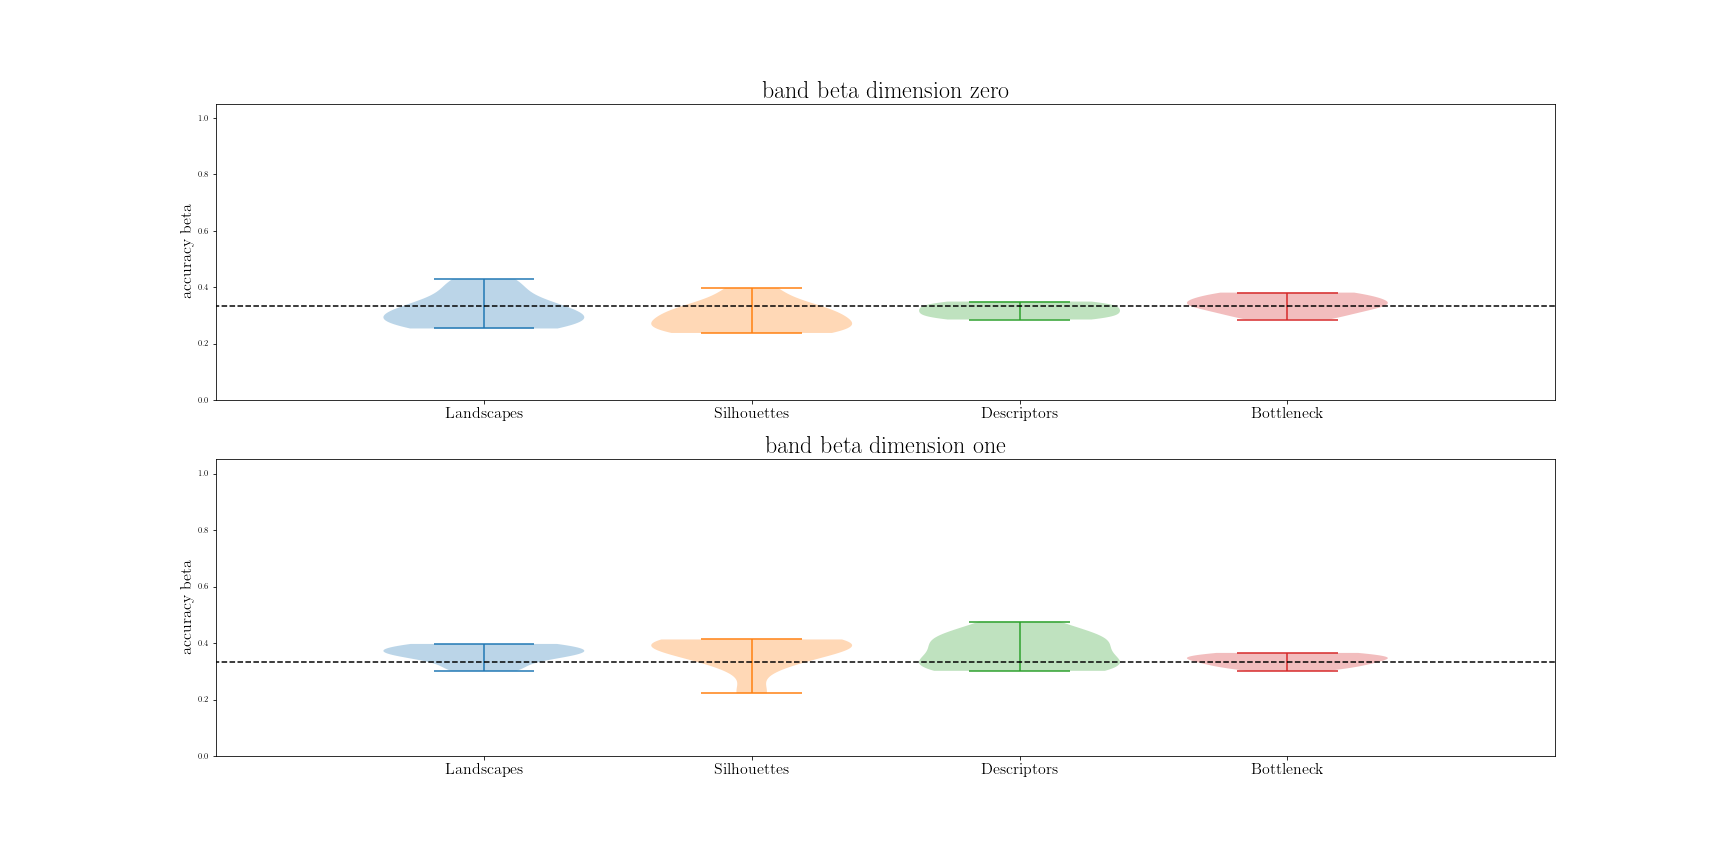 band beta dimension zero
accuracy beta
1.0
0.8
0.6
0.4
0.2
0.0
Landscapes Silhouettes Descriptors Bottleneck
band beta dimension one
accuracy beta
1.0
0.8
0.6
0.4
0.2
0.0
Landscapes Silhouettes Descriptors Bottleneck